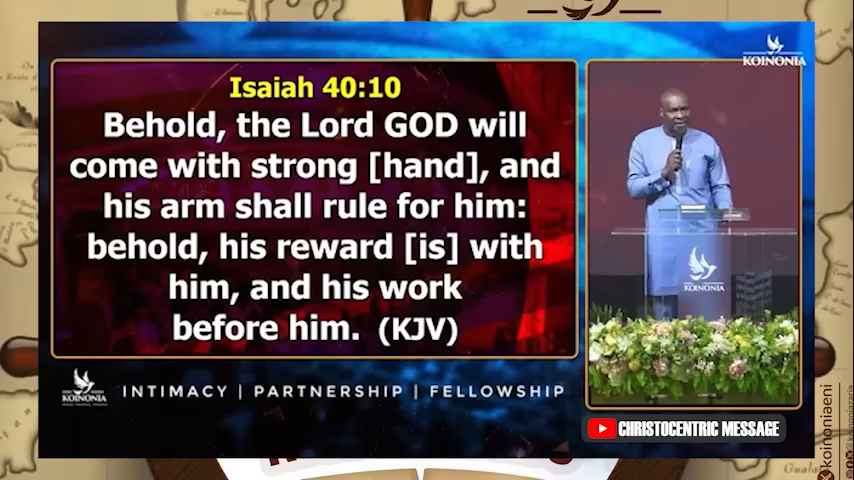 KOINONIA
Isaiah 40:10
Behold, the Lord GOD will
come with strong [hand], and
his arm shall rule for him:
behold, his reward [is] with
him, and his work
before him. (KJV)
KOINONIA
KOINONIA
INTIMACY | PARTNERSHIP | FELLOWSHIP
CHRISTOCENTRIC MESSAGE
koinoniaeni